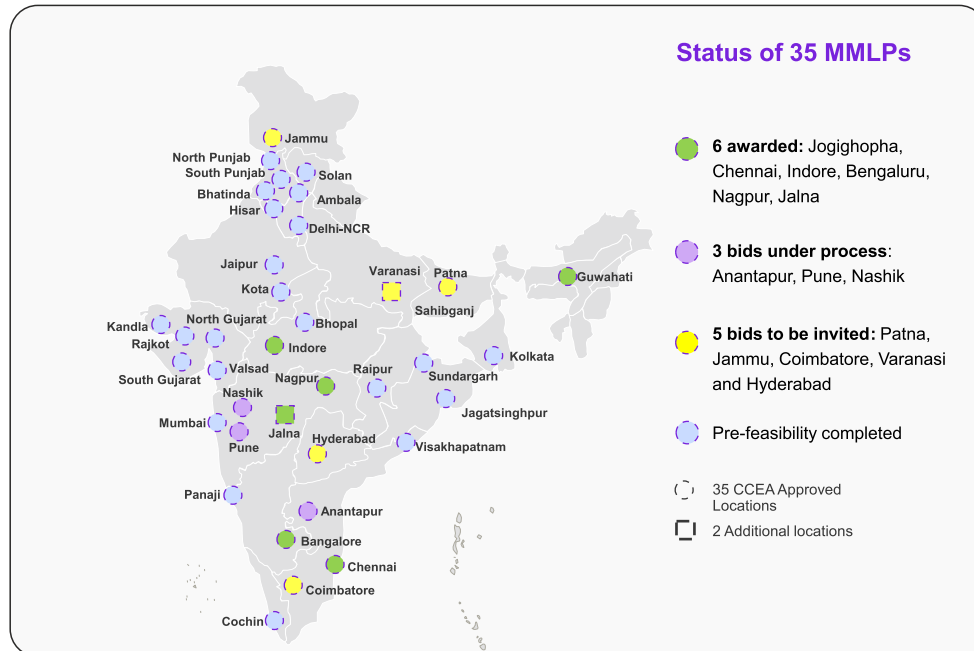 Status of 35 MMLPs
6 awarded: Jogighopha,
Chennai, Indore, Bengaluru,
Nagpur, Jalna
3 bids under process:
Anantapur, Pune, Nashik
5 bids to be invited: Patna,
Jammu, Coimbatore, Varanasi
and Hyderabad
Pre-feasibility completed
35 CCEA Approved
Locations
2 Additional locations
Jammu
North Punjab
South Punjab
Solan
Bhatinda
Ambala
Hisar
Delhi-NCR
Jaipur
Varanasi
Patna
Guwahati
Kota
Sahibganj
North Gujarat
Bhopal
Kandla
Rajkot
Indore
Kolkata
South Gujarat
Valsad
Raipur
Sundargarh
Nagpur
Nashik
Jagatsinghpur
Mumbai
Jalna
Hyderabad
Pune
Visakhapatnam
Panaji
Anantapur
Bangalore
Chennai
Coimbatore
Cochin